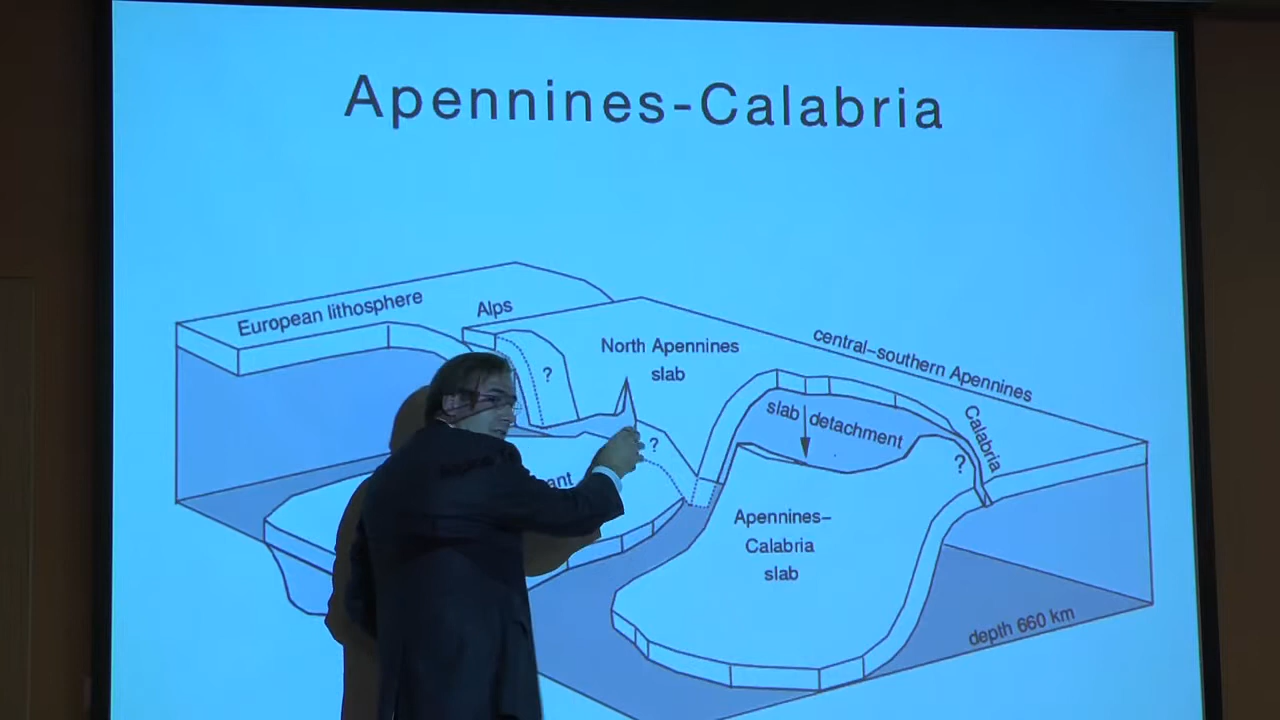 Apennines-Calabria
European lithosphere
Alps
North Apennines
slab
central-southern Apennines
Calabria
?
?
?
slab detachment
Apennines-
Calabria
slab
depth 660 km